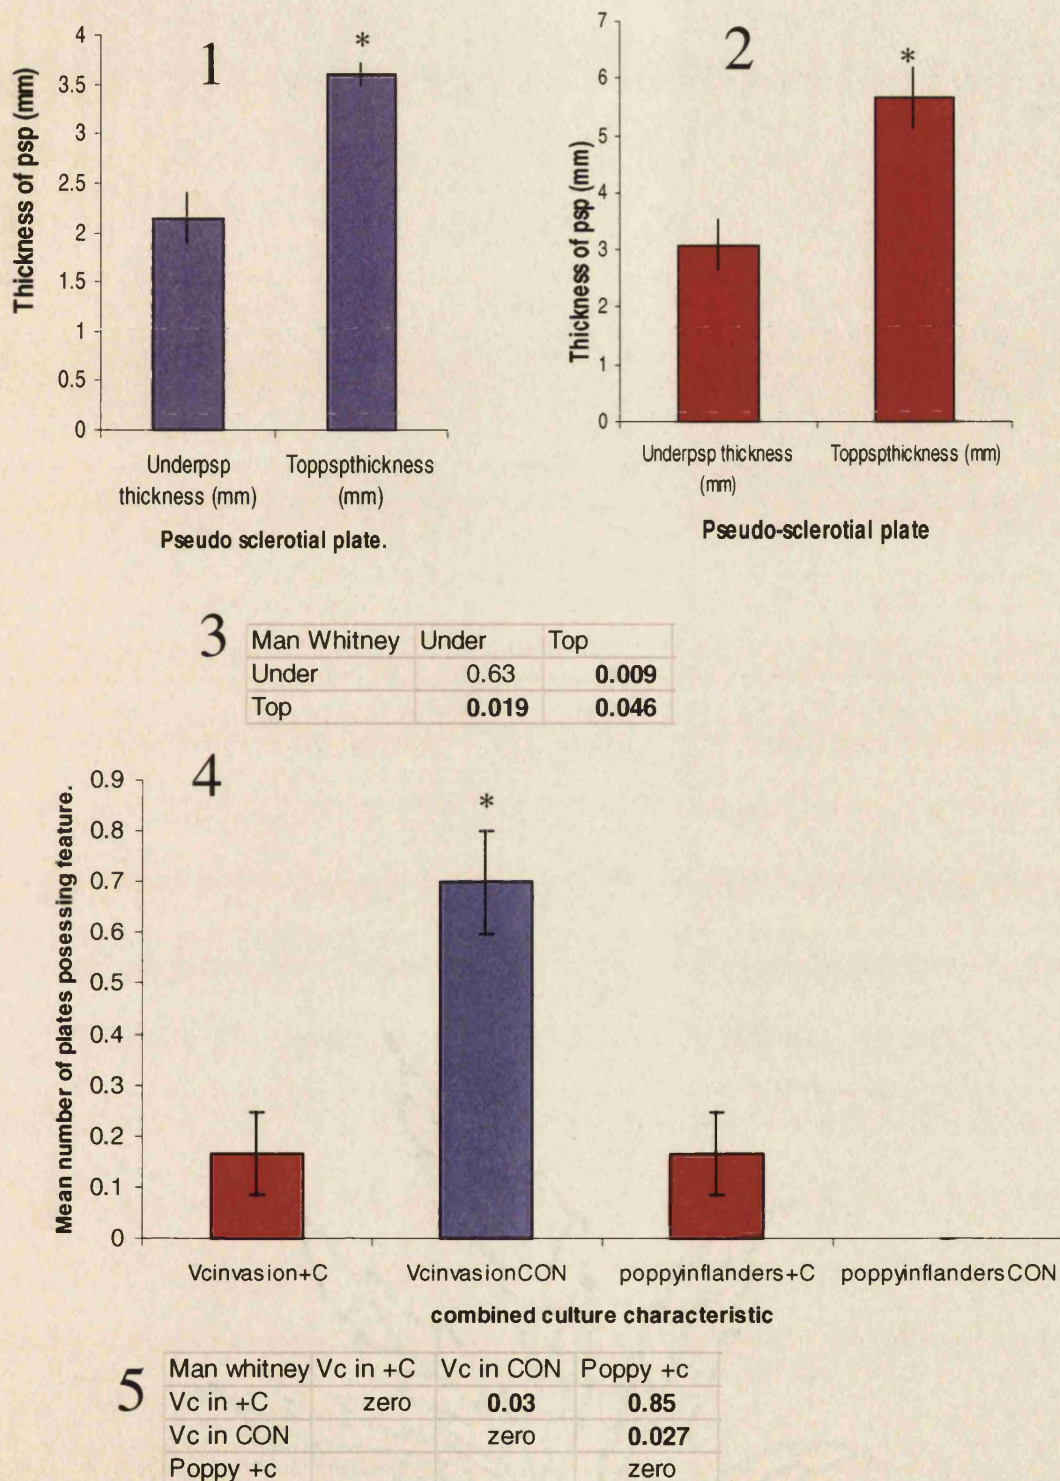 1
*
Thickness of psp (mm)
4
3.5
3
2.5
2
1.5
1
0.5
0
Underpsp
thickness (mm)
Toppspthickness
(mm)
Pseudo sclerotial plate.
2
*
Thickness of psp (mm)
7
6
5
4
3
2
1
0
Underpsp thickness
(mm)
Toppspthickness (mm)
Pseudo-sclerotial plate
3
Man Whitney Under Top
Under 0.63 0.009
Top 0.019 0.046
4
*
Mean number of plates posessing feature.
0.9
0.8
0.7
0.6
0.5
0.4
0.3
0.2
0.1
0
Vcinvasion+C VcinvasionCON poppyinflanders+C poppyinflandersCON
combined culture characteristic
5
Man whitney Vc in +C Vc in CON Poppy +c
Vc in +C zero 0.03 0.85
Vc in CON zero 0.027
Poppy +c zero